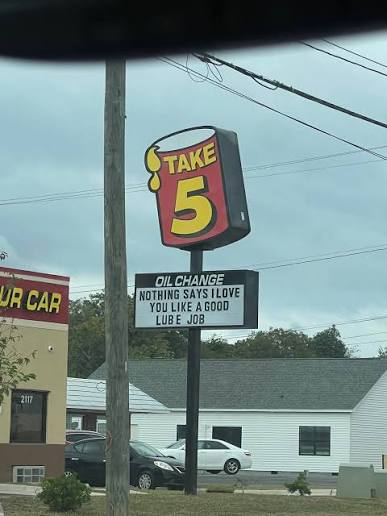 TAKE
5
OIL CHANGE
NOTHING SAYS I LOVE
YOU LIKE A GOOD
LUBE JOB
UR CAR
2117